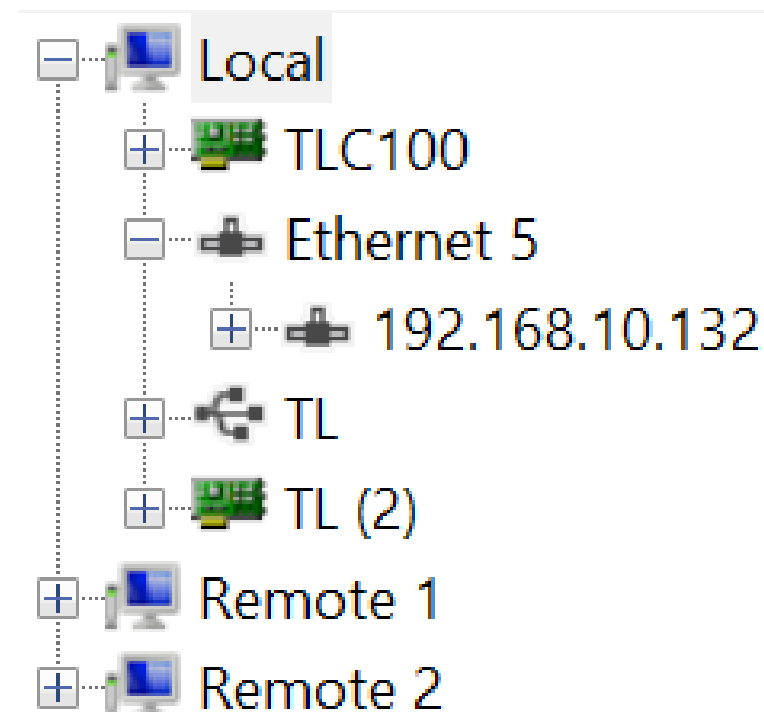 Local
TLC100
Ethernet 5
192.168.10.132
TL
TL (2)
Remote 1
Remote 2